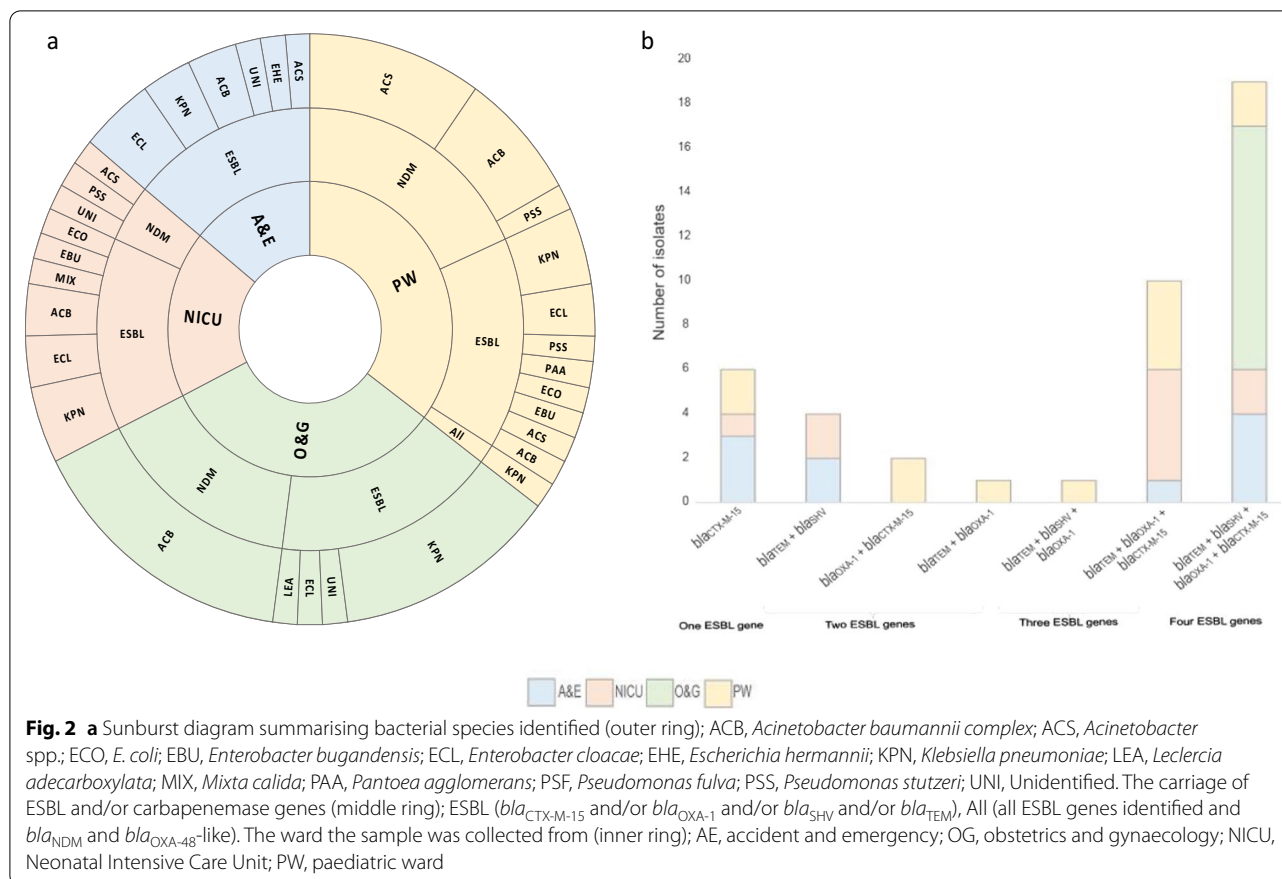 a
b
ACS
ACB
PSS
KPN
ECL
PSS
PAA
ECO
EBU
ACS
ACB
KPN
KPN
UNI
ECL
LEA
ACB
KPN
ECL
ACB
MIX
EBU
ECO
UNI
PSS
ACS
ECL
KPN
ACB
UNI
EHE
ACS
NDM
ESBL
All
ESBL
NDM
ESBL
NDM
ESBL
PW
O&G
NICU
A&E
Number of isolates
20
18
16
14
12
10
8
6
4
2
0
blaCTX-M-15
blaTEM + blaSHV
blaOXA-1 + blaCTX-M-15
blaTEM + blaOXA-1
blaTEM + blaSHV +
blaOXA-1
blaTEM + blaOXA-1 +
blaCTX-M-15
blaTEM + blaSHV +
blaOXA-1 + blaCTX-M-15
One ESBL gene
Two ESBL genes
Three ESBL genes
Four ESBL genes
A&E NICU O&G PW
Fig. 2 a Sunburst diagram summarising bacterial species identified (outer ring); ACB, Acinetobacter baumannii complex; ACS, Acinetobacter
spp.; ECO, E. coli; EBU, Enterobacter bugandensis; ECL, Enterobacter cloacae; EHE, Escherichia hermannii; KPN, Klebsiella pneumoniae; LEA, Leclercia
adecarboxylata; MIX, Mixta calida; PAA, Pantoea agglomerans; PSF, Pseudomonas fulva; PSS, Pseudomonas stutzeri; UNI, Unidentified. The carriage of
ESBL and/or carbapenemase genes (middle ring); ESBL (blaCTX-M-15 and/or blaOXA-1 and/or blaSHV and/or blaTEM), All (all ESBL genes identified and
blaNDM and blaOXA-48-like). The ward the sample was collected from (inner ring); AE, accident and emergency; OG, obstetrics and gynaecology; NICU,
Neonatal Intensive Care Unit; PW, paediatric ward